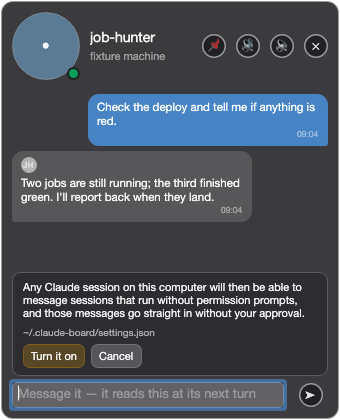 job-hunter
fixture machine
Check the deploy and tell me if anything is
red.
09:04
JH
Two jobs are still running; the third finished
green. I'll report back when they land.
09:04
Any Claude session on this computer will then be able to
message sessions that run without permission prompts,
and those messages go straight in without your approval.
~/.claude-board/settings.json
Turn it on
Cancel
Message it — it reads this at its next turn